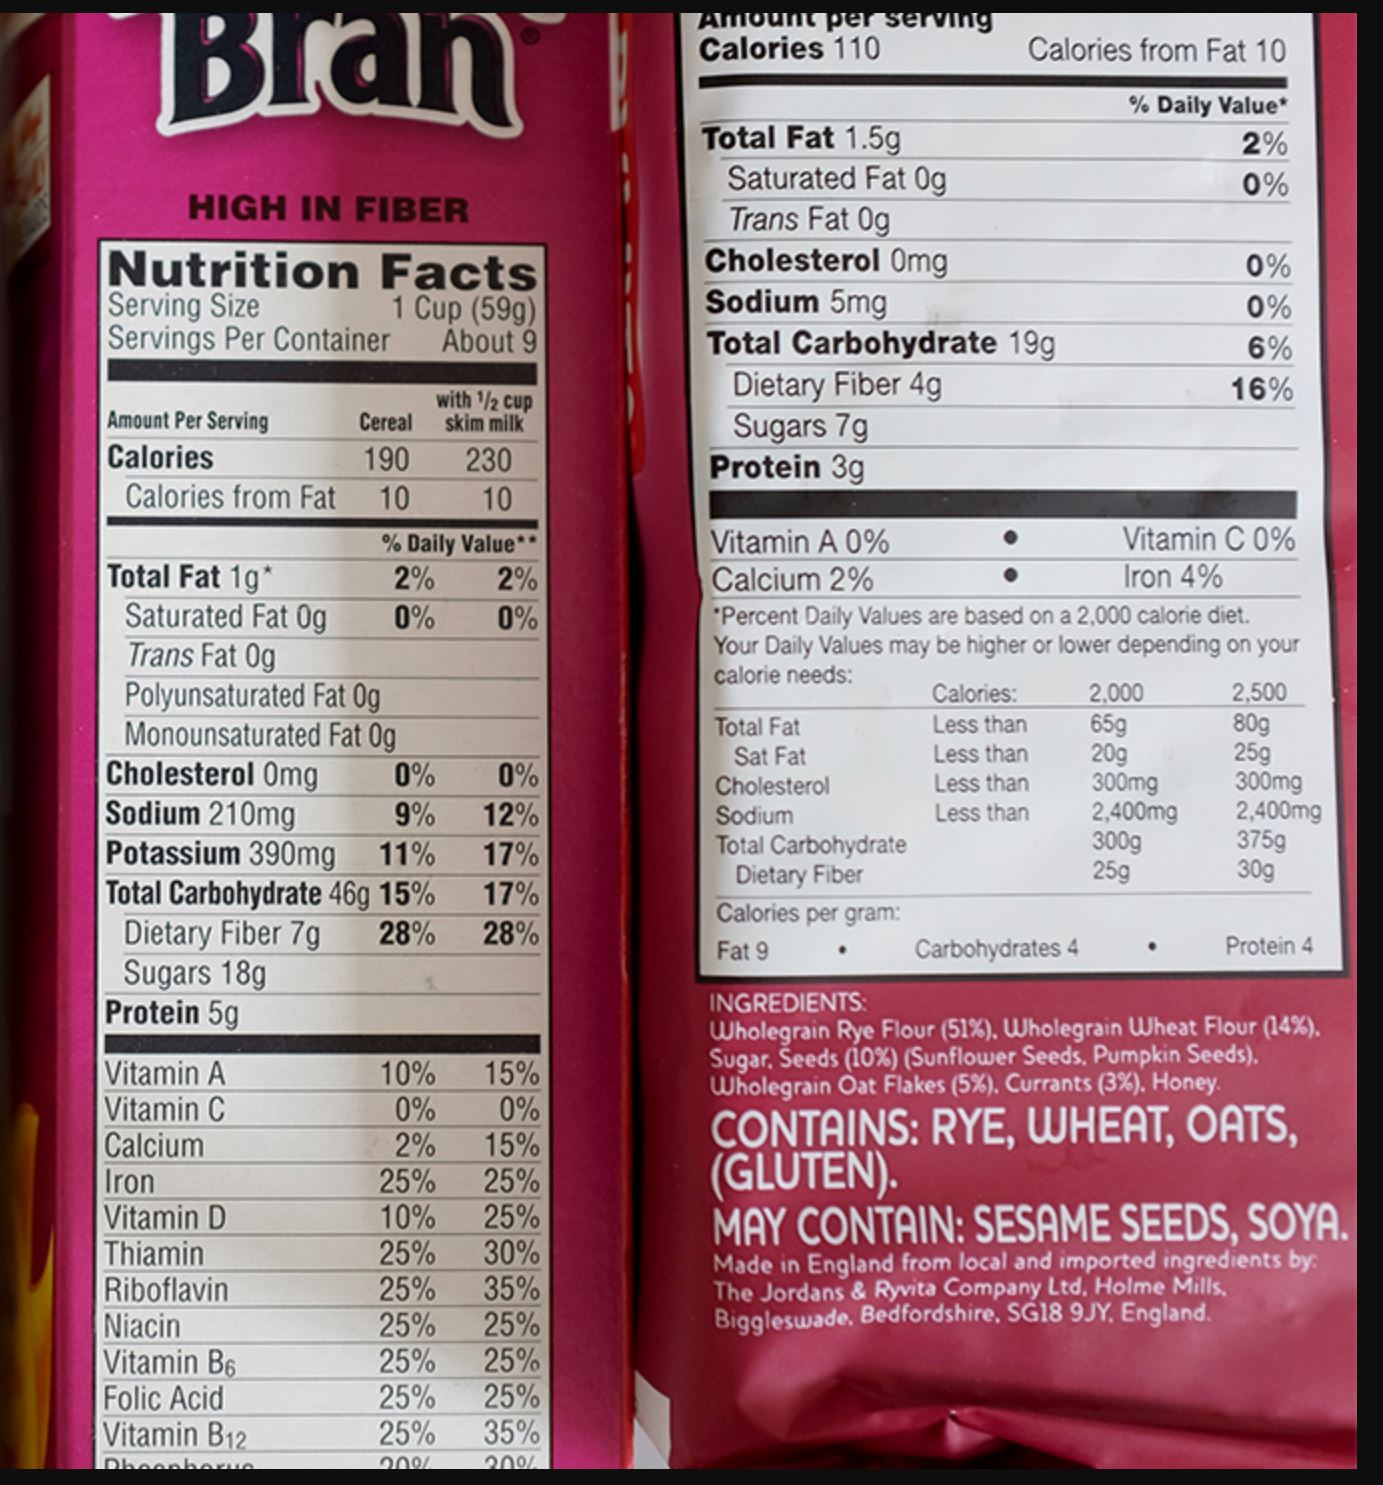 Bran®
HIGH IN FIBER
Nutrition Facts
Serving Size 1 Cup (59g)
Servings Per Container About 9
Amount Per Serving Cereal with 1/2 cup skim milk
Calories 190 230
Calories from Fat 10 10
% Daily Value**
Total Fat 1g* 2% 2%
Saturated Fat 0g 0% 0%
Trans Fat 0g
Polyunsaturated Fat 0g
Monounsaturated Fat 0g
Cholesterol 0mg 0% 0%
Sodium 210mg 9% 12%
Potassium 390mg 11% 17%
Total Carbohydrate 46g 15% 17%
Dietary Fiber 7g 28% 28%
Sugars 18g
Protein 5g
Vitamin A 10% 15%
Vitamin C 0% 0%
Calcium 2% 15%
Iron 25% 25%
Vitamin D 10% 25%
Thiamin 25% 30%
Riboflavin 25% 35%
Niacin 25% 25%
Vitamin B6 25% 25%
Folic Acid 25% 25%
Vitamin B12 25% 35%
Phosphorus 20% 30%
Amount per serving
Calories 110 Calories from Fat 10
% Daily Value*
Total Fat 1.5g 2%
Saturated Fat 0g 0%
Trans Fat 0g
Cholesterol 0mg 0%
Sodium 5mg 0%
Total Carbohydrate 19g 6%
Dietary Fiber 4g 16%
Sugars 7g
Protein 3g
Vitamin A 0% • Vitamin C 0%
Calcium 2% • Iron 4%
*Percent Daily Values are based on a 2,000 calorie diet.
Your Daily Values may be higher or lower depending on your
calorie needs:
Calories: 2,000 2,500
Total Fat Less than 65g 80g
Sat Fat Less than 20g 25g
Cholesterol Less than 300mg 300mg
Sodium Less than 2,400mg 2,400mg
Total Carbohydrate 300g 375g
Dietary Fiber 25g 30g
Calories per gram:
Fat 9 • Carbohydrates 4 • Protein 4
INGREDIENTS:
Wholegrain Rye Flour (51%), Wholegrain Wheat Flour (14%),
Sugar, Seeds (10%) (Sunflower Seeds, Pumpkin Seeds),
Wholegrain Oat Flakes (5%), Currants (3%), Honey.
CONTAINS: RYE, WHEAT, OATS,
(GLUTEN).
MAY CONTAIN: SESAME SEEDS, SOYA.
Made in England from local and imported ingredients by:
The Jordans & Ryvita Company Ltd, Holme Mills,
Biggleswade, Bedfordshire, SG18 9JY, England.